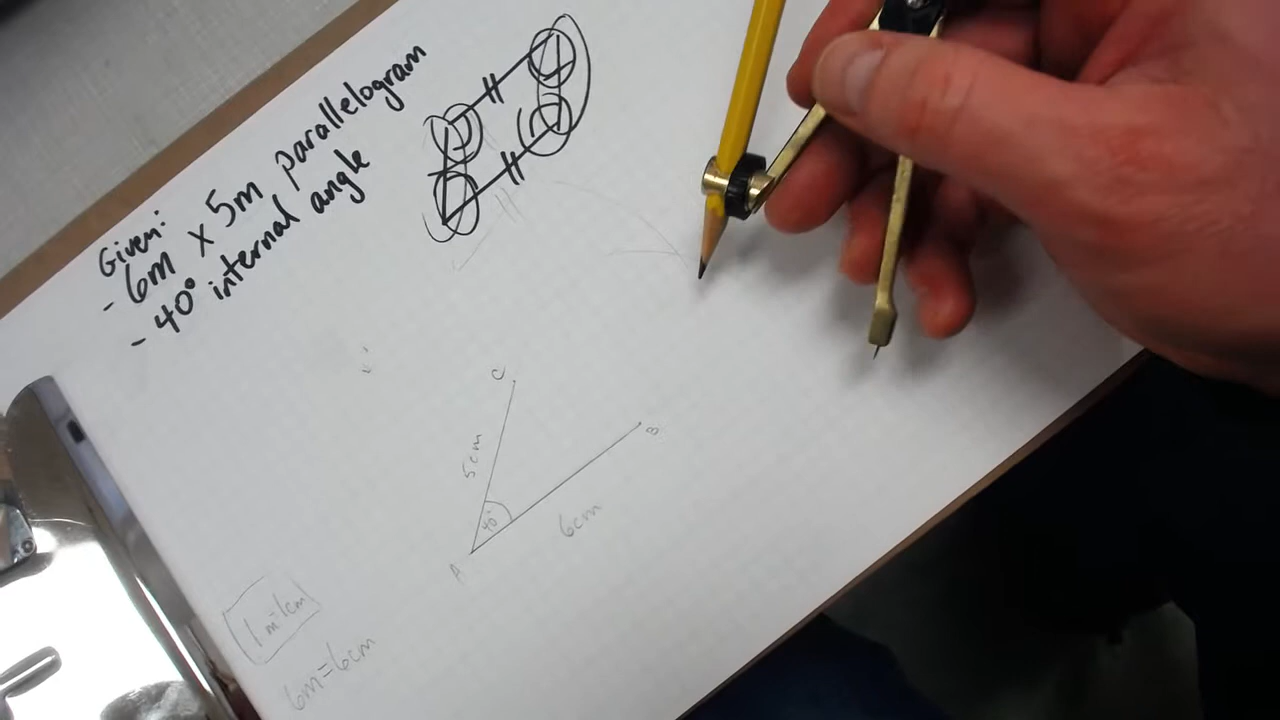 Given:
- 6m x 5m parallelogram
- 40° internal angle
C
5cm
B
40°
6cm
A
1m=1cm
6m=6cm